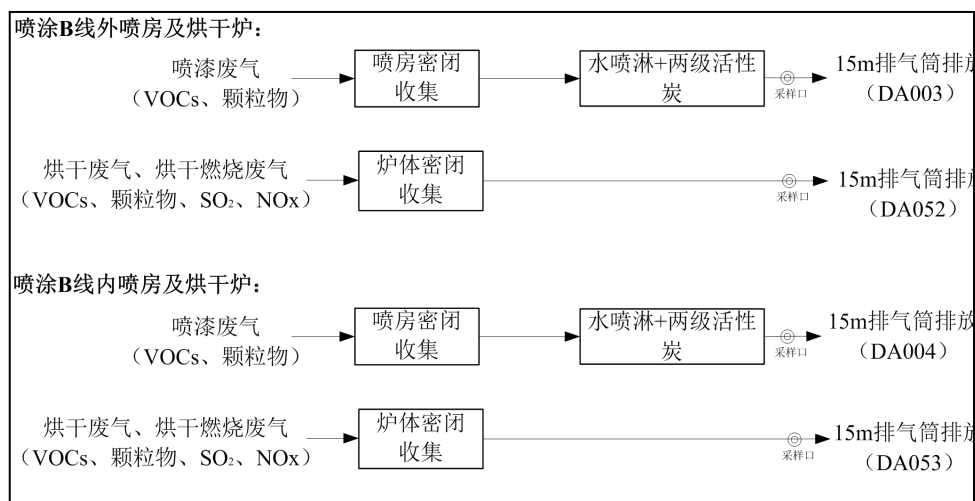 喷涂B线外喷房及烘干炉：
喷漆废气
（VOCs、颗粒物）
喷房密闭
收集
水喷淋+两级活性
炭
采样口
15m排气筒排放
（DA003）
烘干废气、烘干燃烧废气
（VOCs、颗粒物、SO₂、NOx）
炉体密闭
收集
采样口
15m排气筒排放
（DA052）
喷涂B线内喷房及烘干炉：
喷漆废气
（VOCs、颗粒物）
喷房密闭
收集
水喷淋+两级活性
炭
采样口
15m排气筒排放
（DA004）
烘干废气、烘干燃烧废气
（VOCs、颗粒物、SO₂、NOx）
炉体密闭
收集
采样口
15m排气筒排放
（DA053）